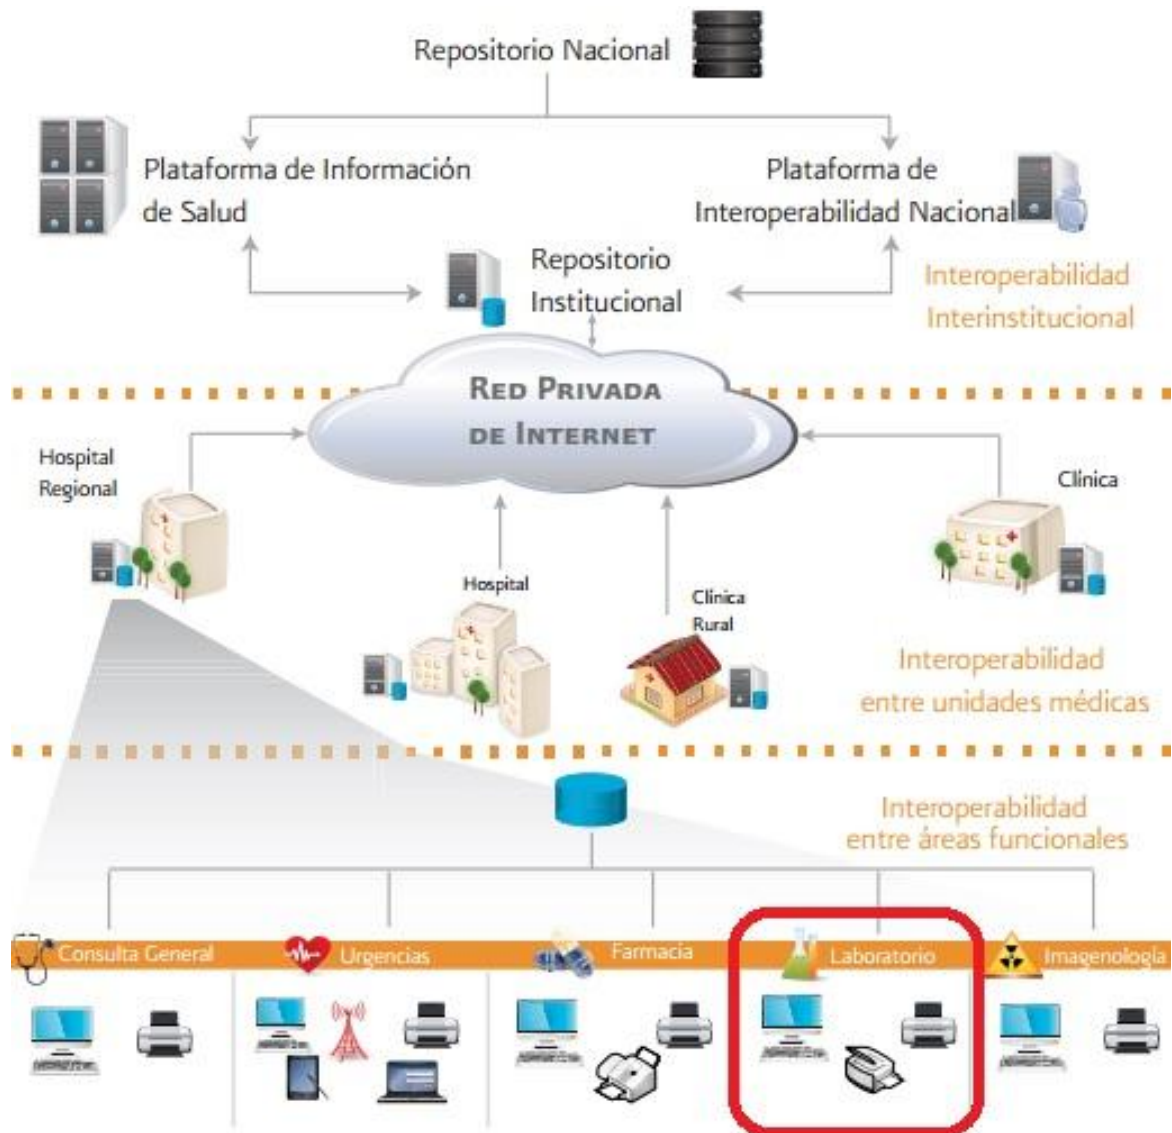 Repositorio Nacional
Plataforma de Información
de Salud
Plataforma de
Interoperabilidad Nacional
Repositorio
Institucional
Interoperabilidad
Interinstitucional
RED PRIVADA
DE INTERNET
Hospital
Regional
Clínica
Hospital
Clínica
Rural
Interoperabilidad
entre unidades médicas
Interoperabilidad
entre áreas funcionales
Consulta General
Urgencias
Farmacia
Laboratorio
Imagenología